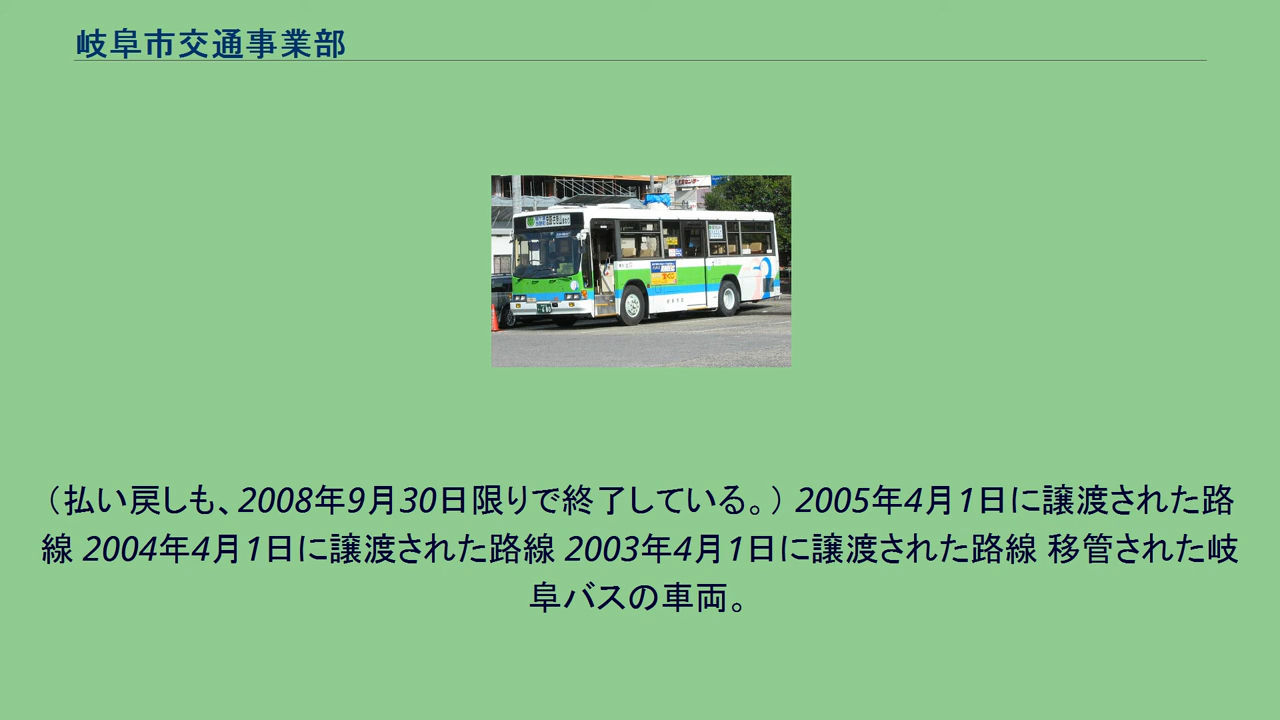 岐阜市交通事業部
（払い戻しも、2008年9月30日限りで終了している。） 2005年4月1日に譲渡された路
線 2004年4月1日に譲渡された路線 2003年4月1日に譲渡された路線 移管された岐
阜バスの車両。